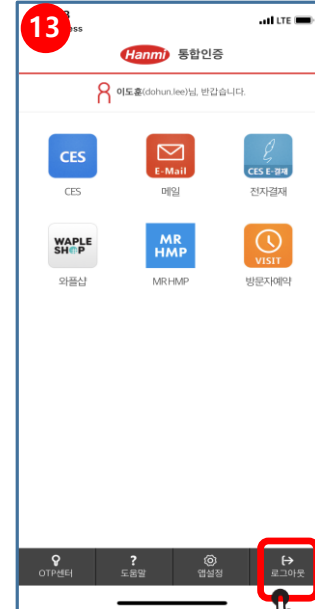 13
ess
LTE
Hanmi 통합인증
이도훈(dohun.lee)님, 반갑습니다.
CES
E-Mail
CES E-결재
CES
메일
전자결재
WAPLE
SH P
MR
HMP
VISIT
와플샵
MR HMP
방문자예약
?
OTP센터
도움말
앱설정
로그아웃